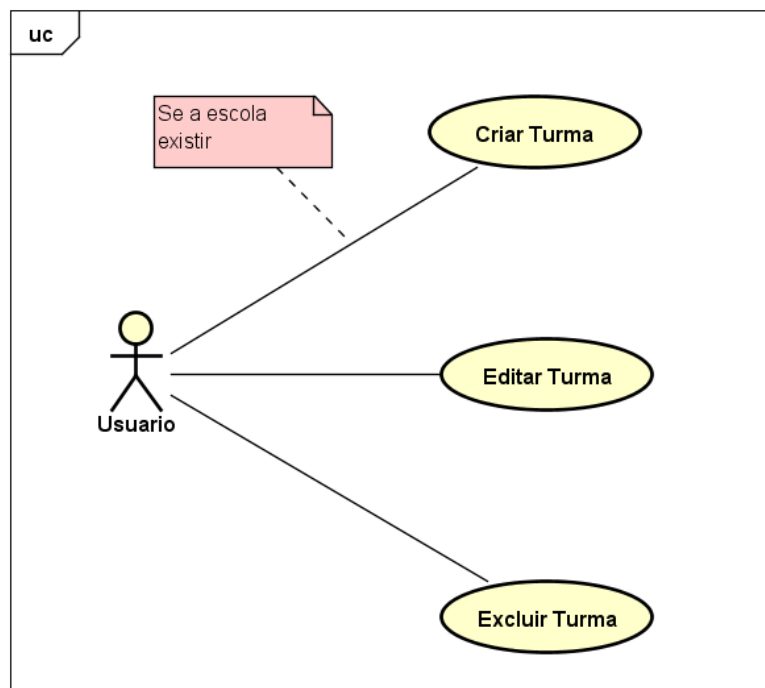 uc
Se a escola
existir
Criar Turma
Editar Turma
Usuario
Excluir Turma